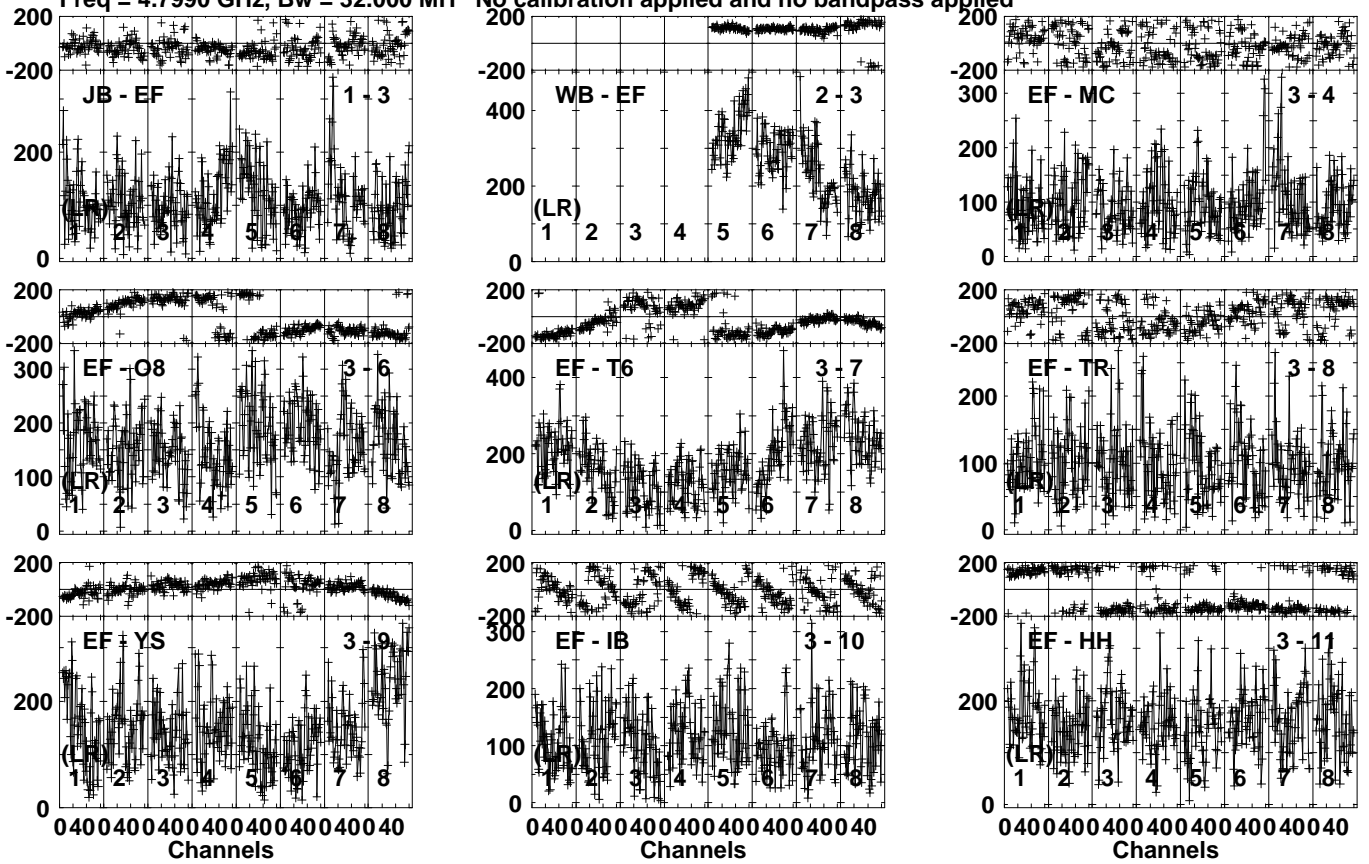 Freq = 4.7990 GHz, Bw = 32.000 MH No calibration applied and no bandpass applied
200 200 200
-200 -200 -200
JB - EF 1 - 3 WB - EF 2 - 3 EF - MC 3 - 4
200 400 300
0 200 200
0 100
0
(LR) (LR) (LR)
1 2 3 4 5 6 7 8 1 2 3 4 5 6 7 8 1 2 3 4 5 6 7 8
200 200 200
-200 -200 -200
EF - O8 3 - 6 EF - T6 3 - 7 EF - TR 3 - 8
300 400 200
200 200 100
100 0 0
0
(LR) (LR) (LR)
1 2 3 4 5 6 7 8 1 2 3 4 5 6 7 8 1 2 3 4 5 6 7 8
200 200 200
-200 -200 -200
EF - YS 3 - 9 EF - IB 3 - 10 EF - HH 3 - 11
200 300 200
0 200 0
100
0
(LR) (LR) (LR)
1 2 3 4 5 6 7 8 1 2 3 4 5 6 7 8 1 2 3 4 5 6 7 8
0 40 0 40 0 40 0 40 0 40 0 40 0 40 0 40 0 40 0 40 0 40 0 40 0 40 0 40 0 40 0 40 0 40 0 40 0 40 0 40 0 40 0 40 0 40 0 40
Channels Channels Channels